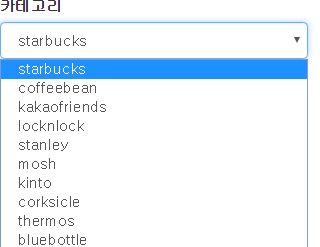 카테고리
starbucks
starbucks
coffeebean
kakaofriends
locknlock
stanley
mosh
kinto
corksicle
thermos
bluebottle